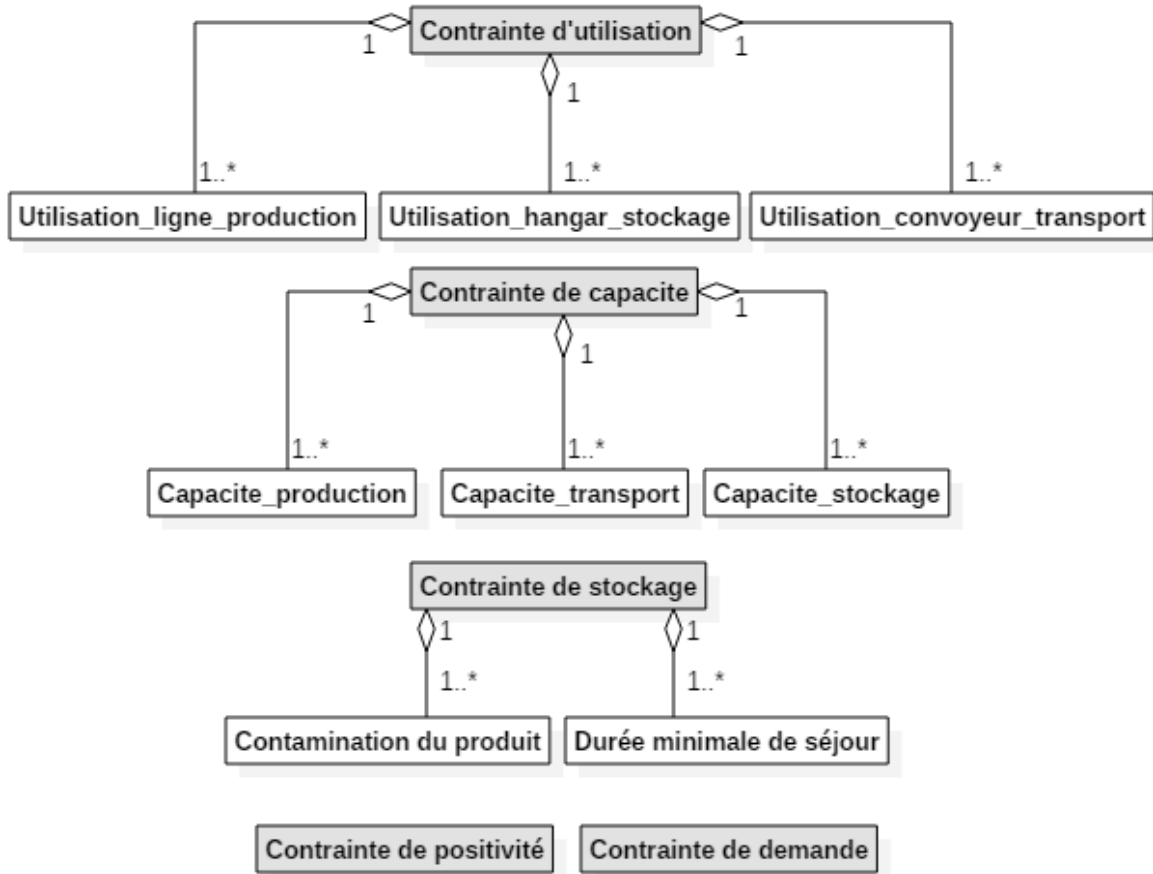 Contrainte d'utilisation
1
1
1
1..*
1..*
1..*
Utilisation_ligne_production
Utilisation_hangar_stockage
Utilisation_convoyeur_transport
Contrainte de capacite
1
1
1
1..*
1..*
1..*
Capacite_production
Capacite_transport
Capacite_stockage
Contrainte de stockage
1
1
1..*
1..*
Contamination du produit
Durée minimale de séjour
Contrainte de positivité
Contrainte de demande